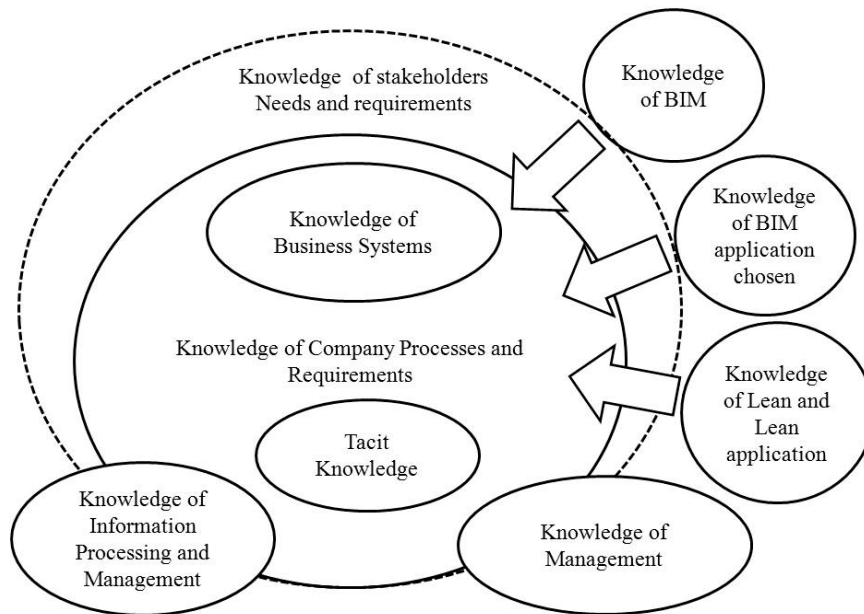 Knowledge of stakeholders
Needs and requirements
Knowledge
of BIM
Knowledge of
Business Systems
Knowledge
of BIM
application
chosen
Knowledge of Company Processes and
Requirements
Knowledge
of Lean and
Lean
application
Tacit
Knowledge
Knowledge of
Information
Processing and
Management
Knowledge of
Management